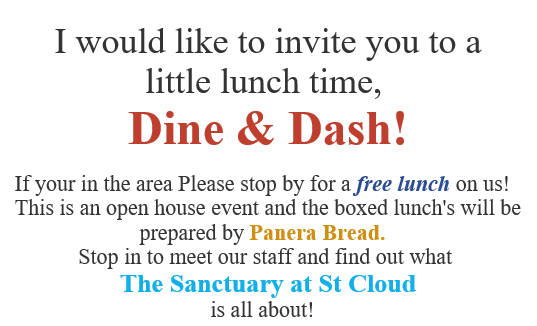 I would like to invite you to a
little lunch time,
Dine & Dash!
If your in the area Please stop by for a free lunch on us!
This is an open house event and the boxed lunch's will be
prepared by Panera Bread.
Stop in to meet our staff and find out what
The Sanctuary at St Cloud
is all about!